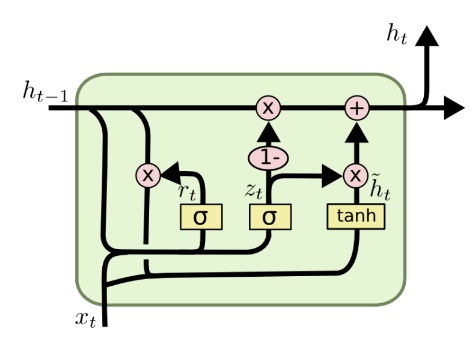 h_t
h_{t−1}
x +
1-
x r_t z_t x h̃_t
σ σ tanh
x_t